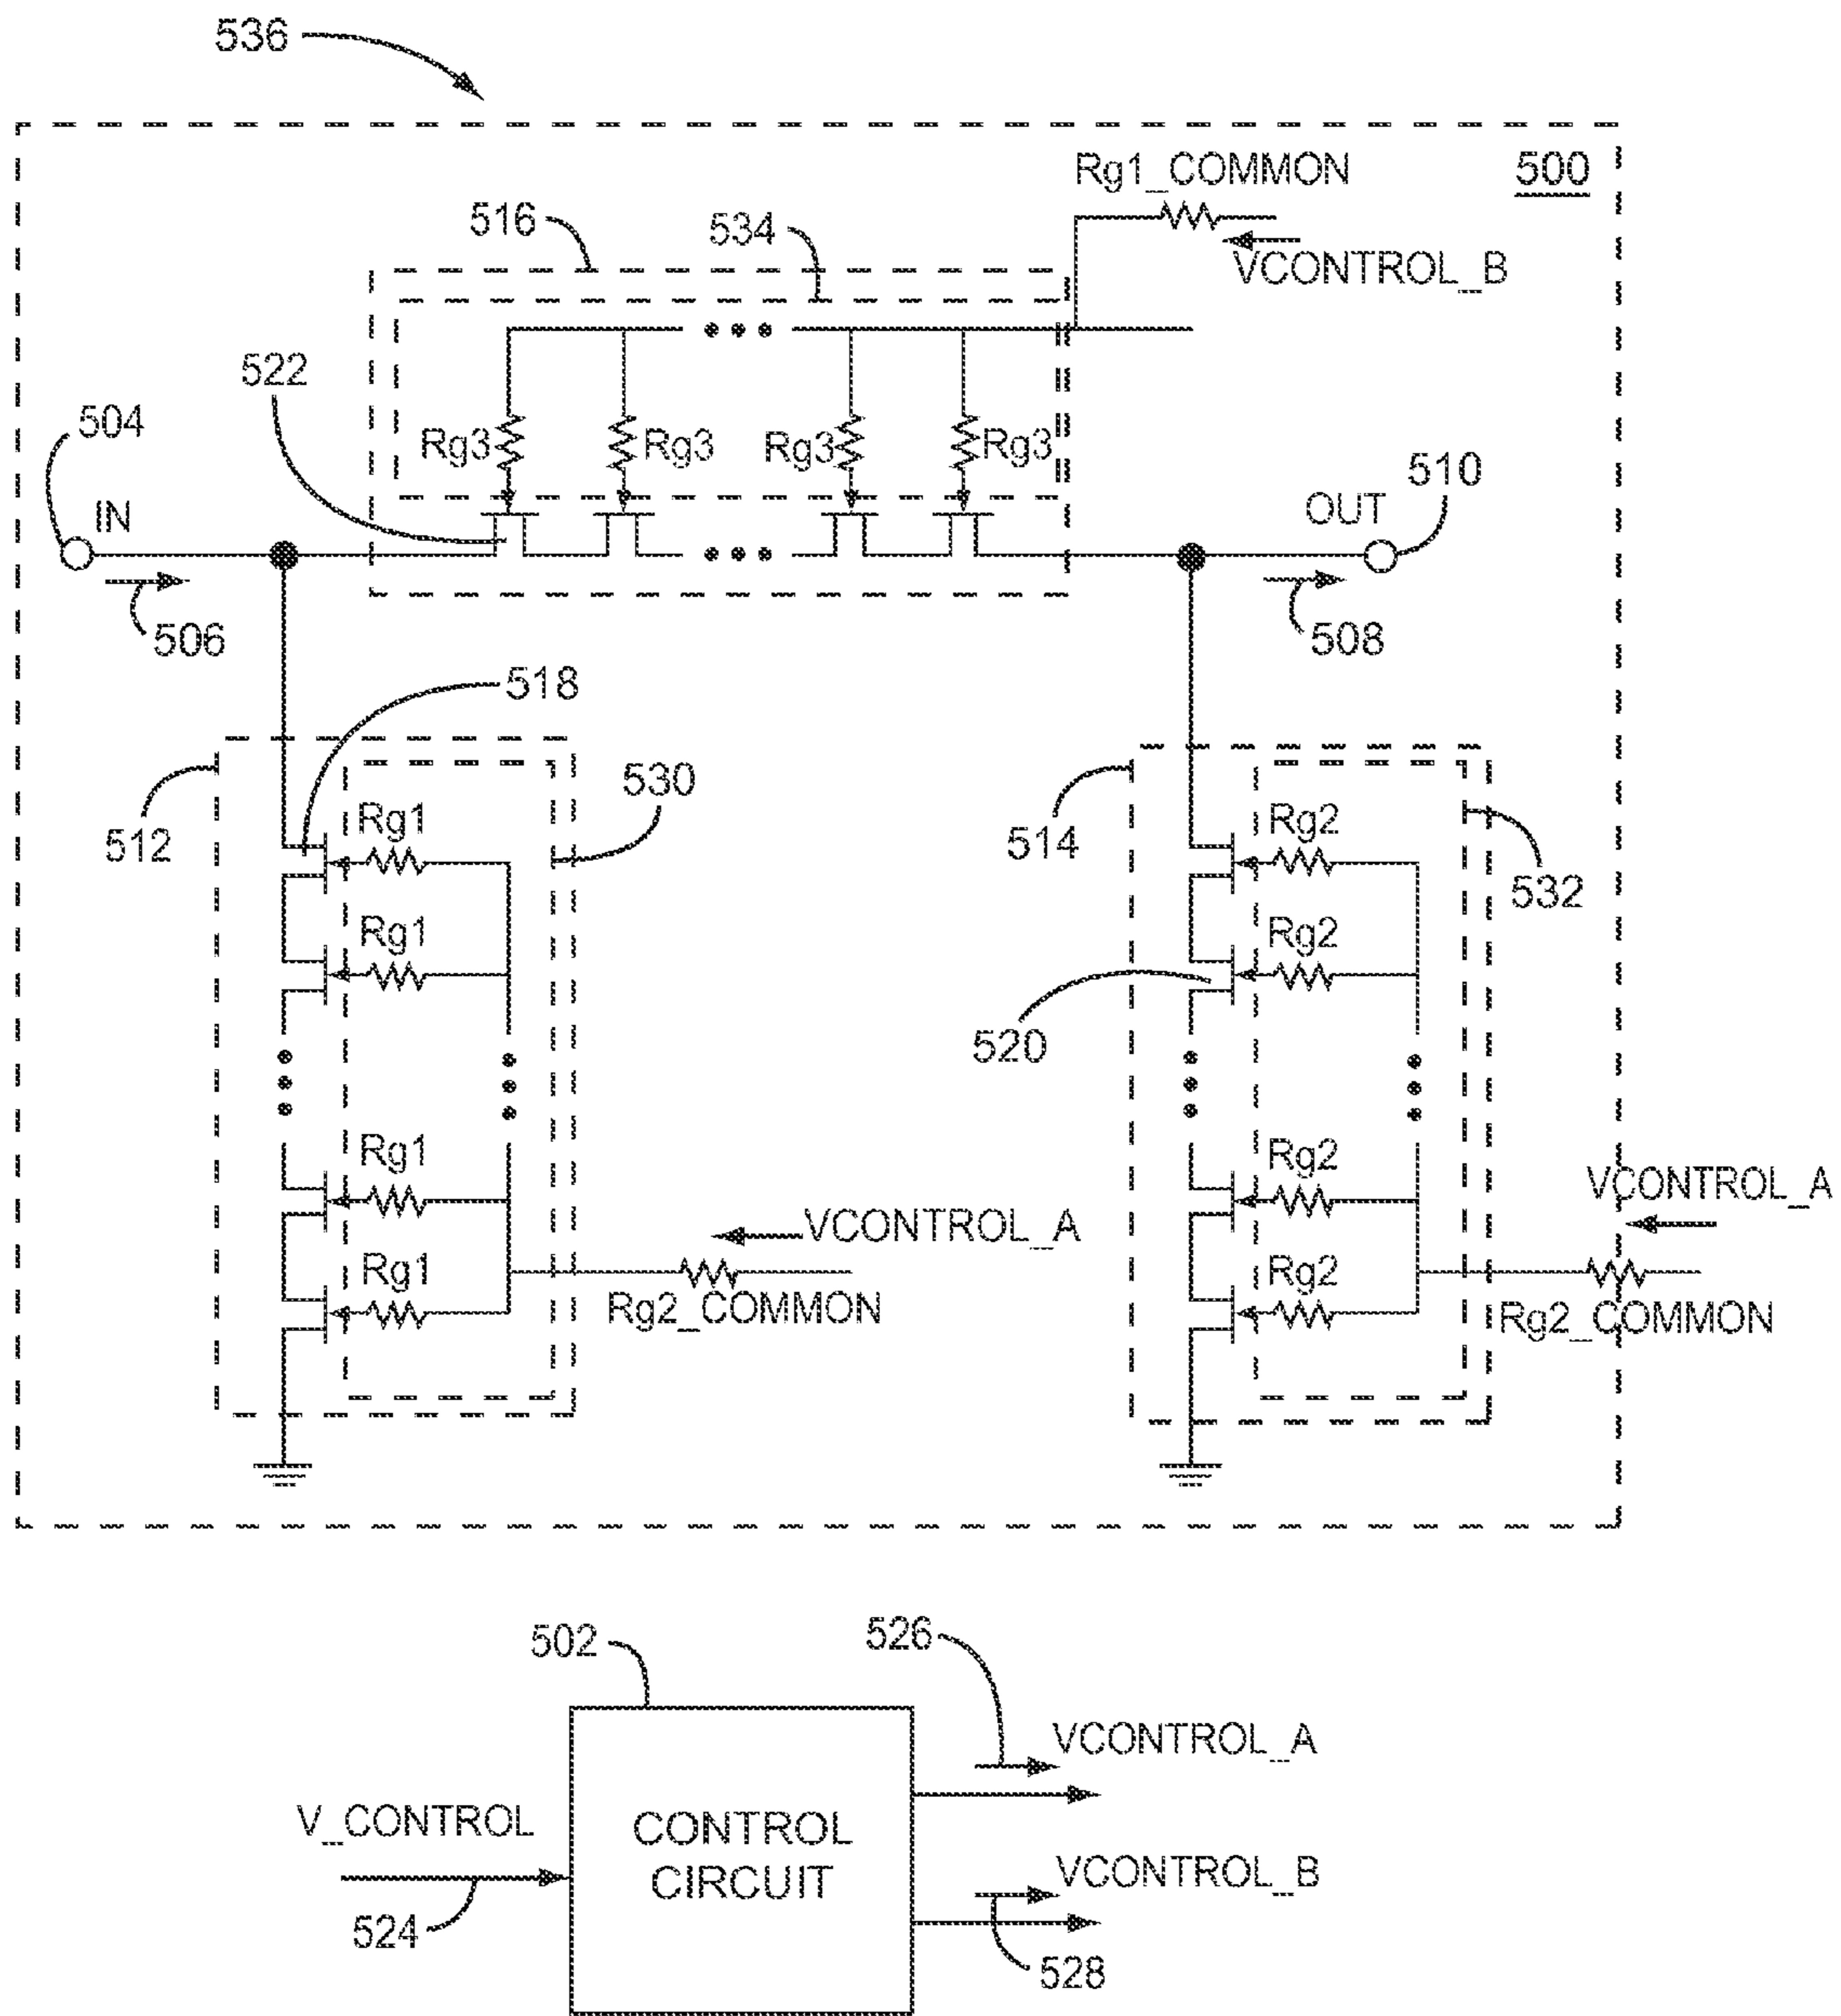 536
500
Rg1_COMMON
VCONTROL_B
516
534
522
Rg3
Rg3
Rg3
Rg3
504
IN
OUT
510
506
508
518
530
512
Rg1
Rg1
Rg1
Rg1
VCONTROL_A
Rg2_COMMON
514
532
520
Rg2
Rg2
Rg2
Rg2
VCONTROL_A
Rg2_COMMON
502
526
VCONTROL_A
V_CONTROL
524
CONTROL
CIRCUIT
VCONTROL_B
528